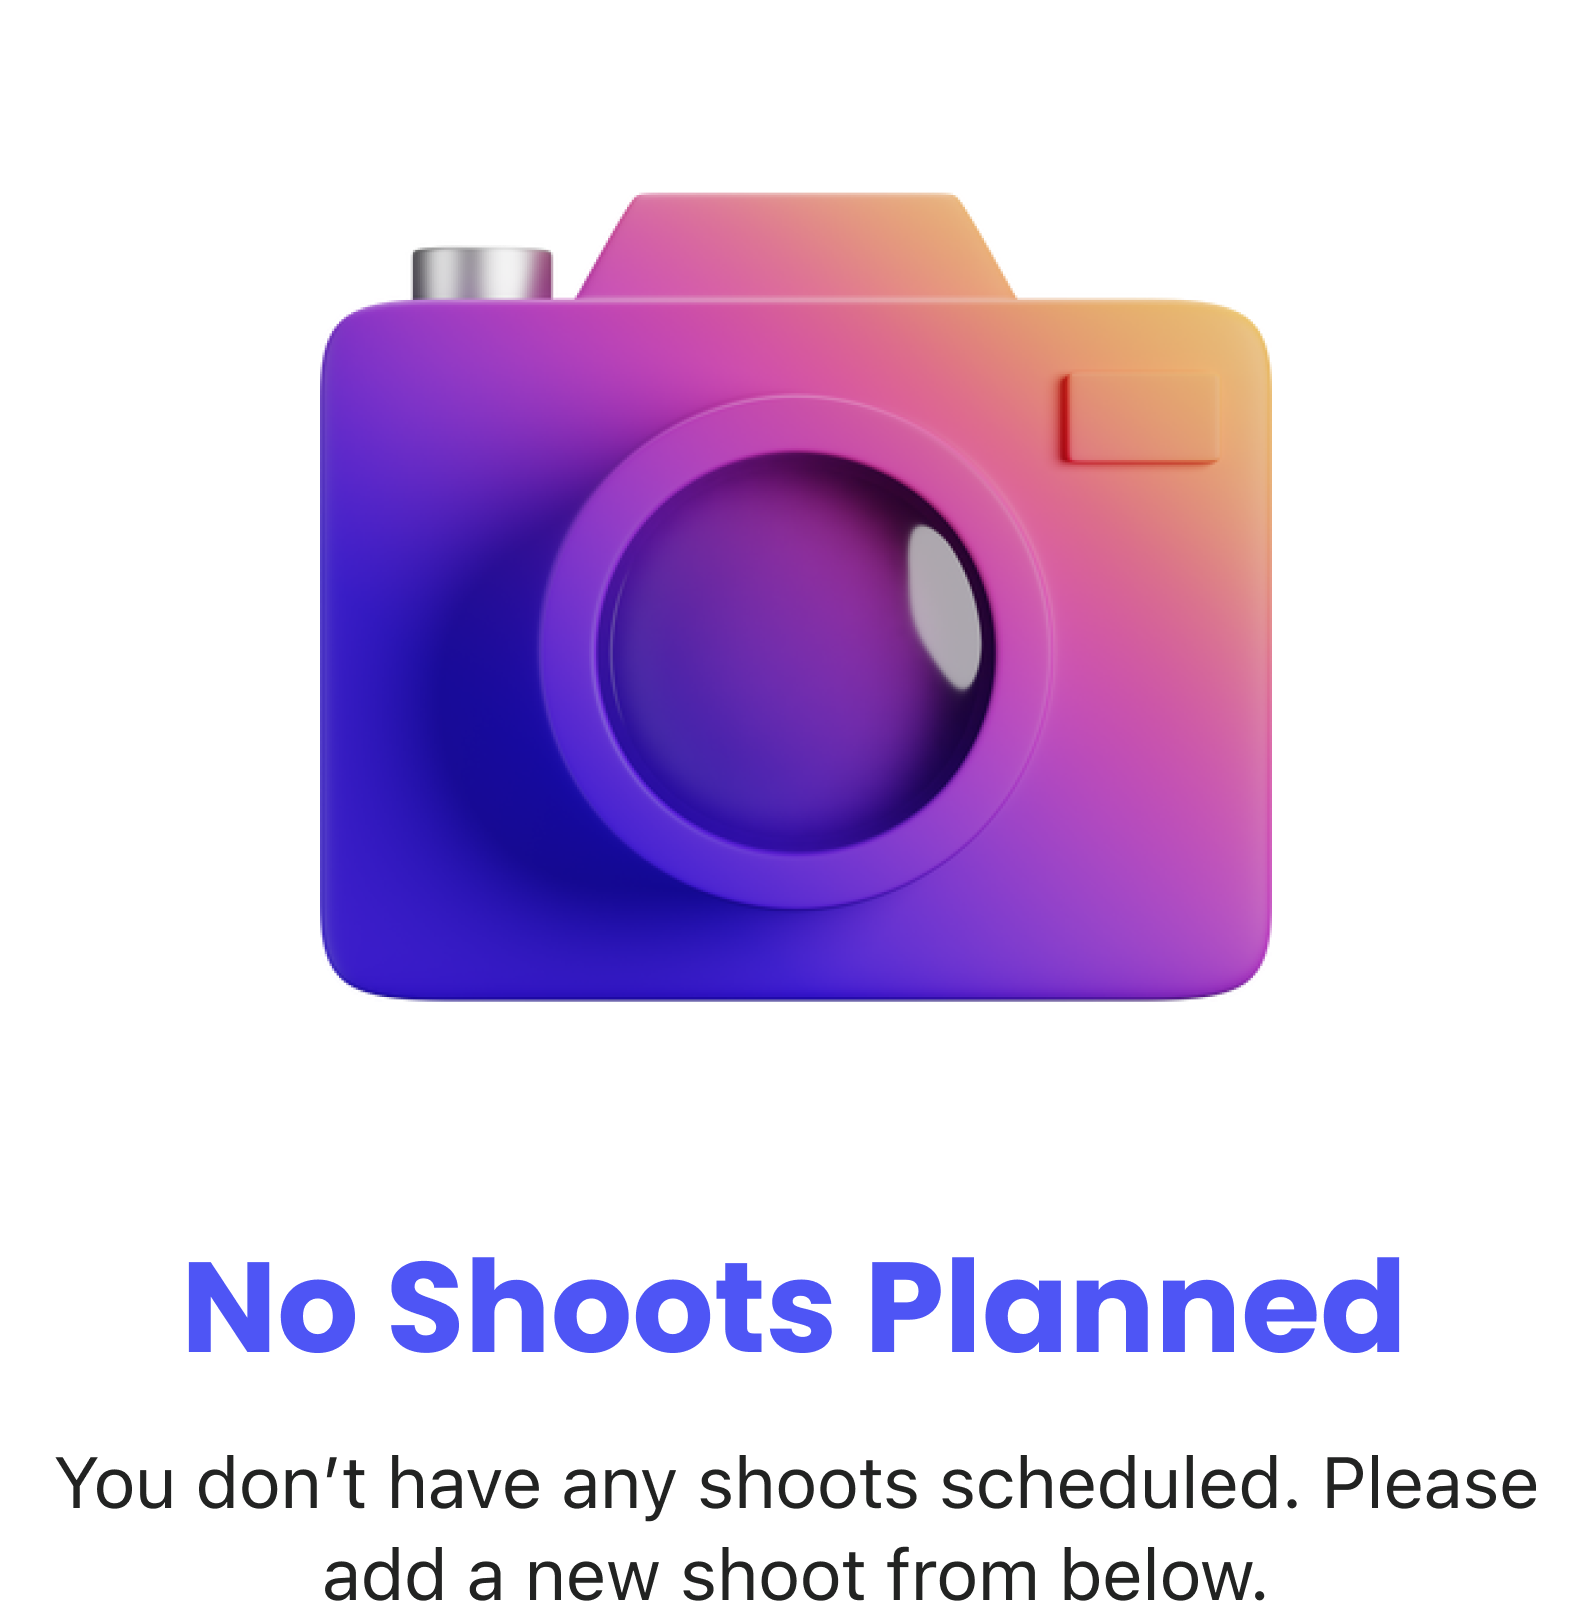 No Shoots Planned
You don’t have any shoots scheduled. Please
add a new shoot from below.